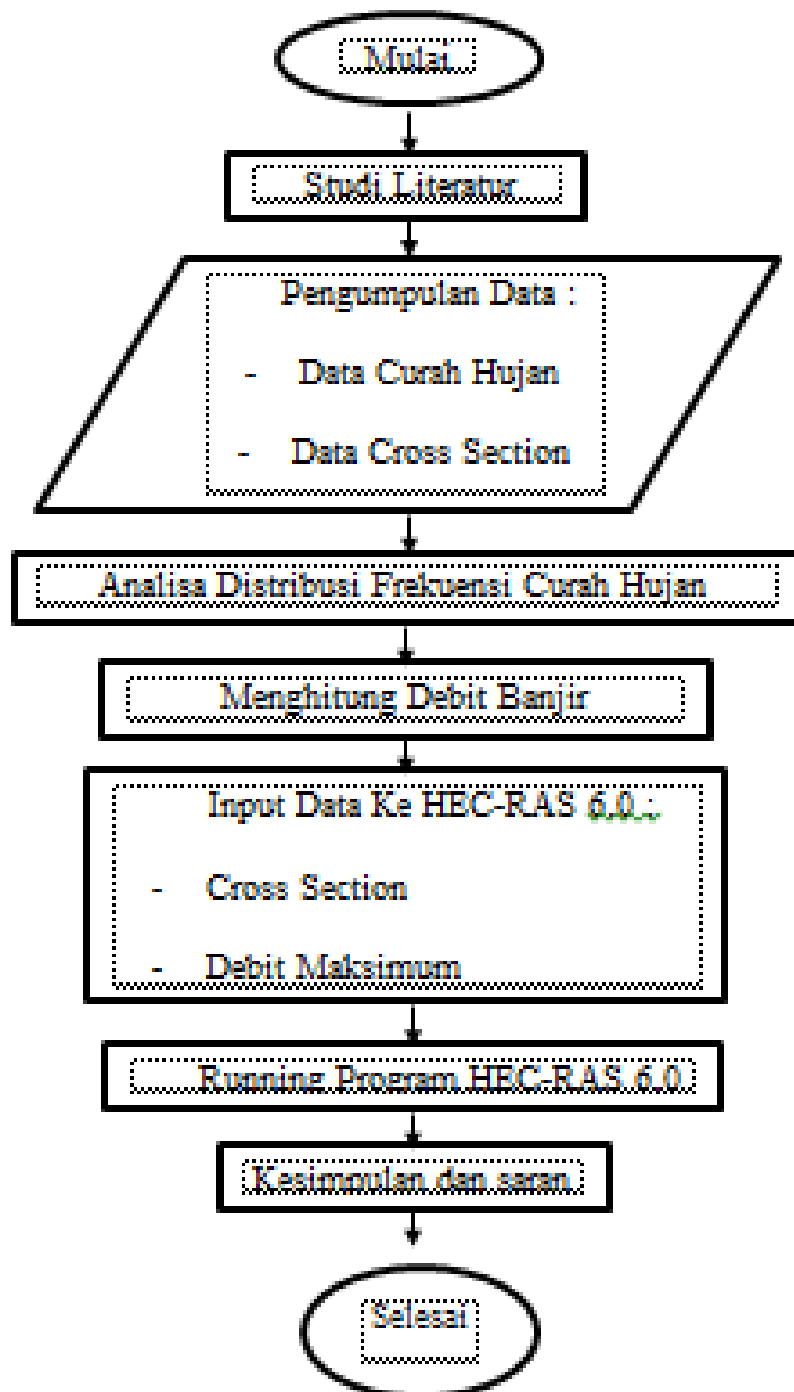 Mulai
Studi Literatur
Pengumpulan Data :
- Data Curah Hujan
- Data Cross Section
Analisa Distribusi Frekuensi Curah Hujan
Menghitung Debit Banjir
Input Data Ke HEC-RAS 6.0 :
- Cross Section
- Debit Maksimum
Running Program HEC-RAS 6.0
Kesimpulan dan saran
Selesai